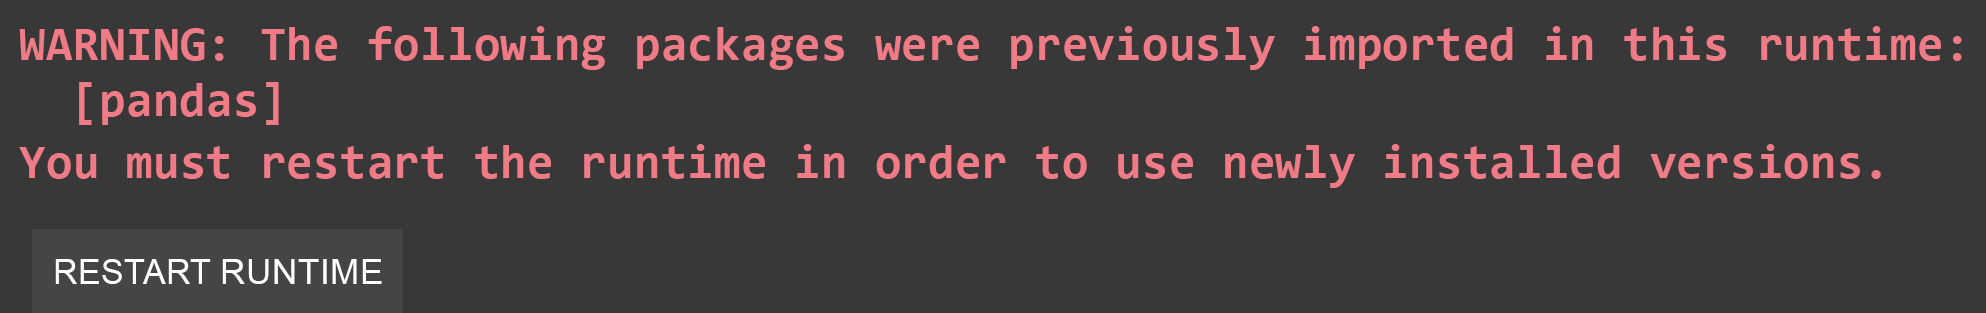 WARNING: The following packages were previously imported in this runtime:
[pandas]
You must restart the runtime in order to use newly installed versions.
RESTART RUNTIME